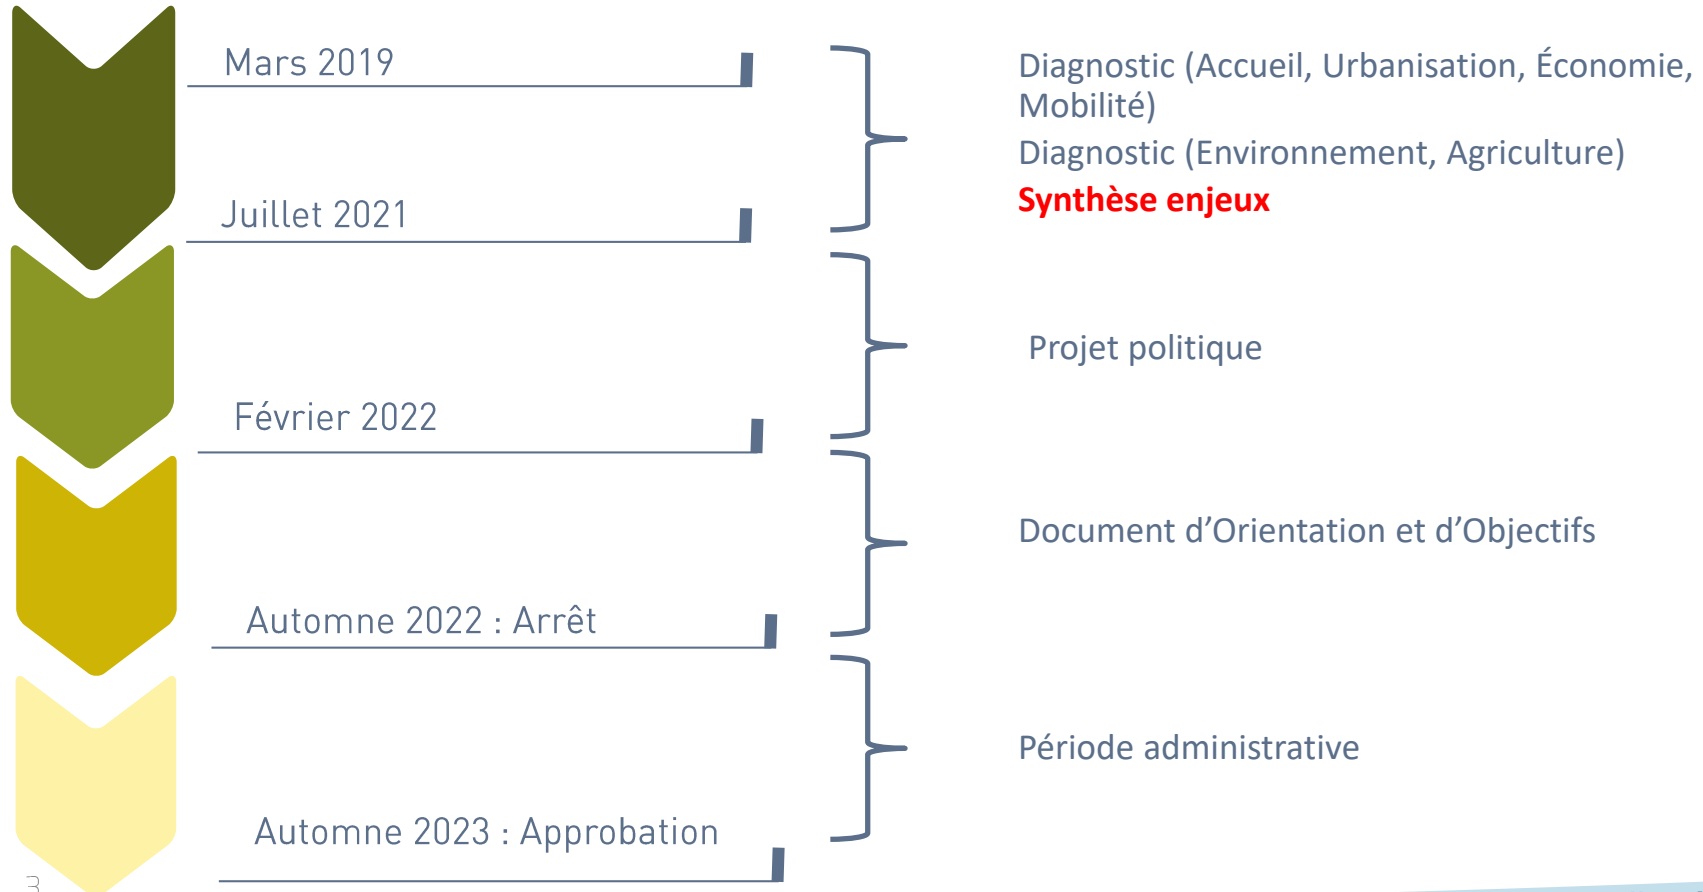 Mars 2019
Diagnostic (Accueil, Urbanisation, Économie,
Mobilité)
Diagnostic (Environnement, Agriculture)
Synthèse enjeux
Juillet 2021
Projet politique
Février 2022
Document d’Orientation et d’Objectifs
Automne 2022 : Arrêt
Période administrative
Automne 2023 : Approbation
3